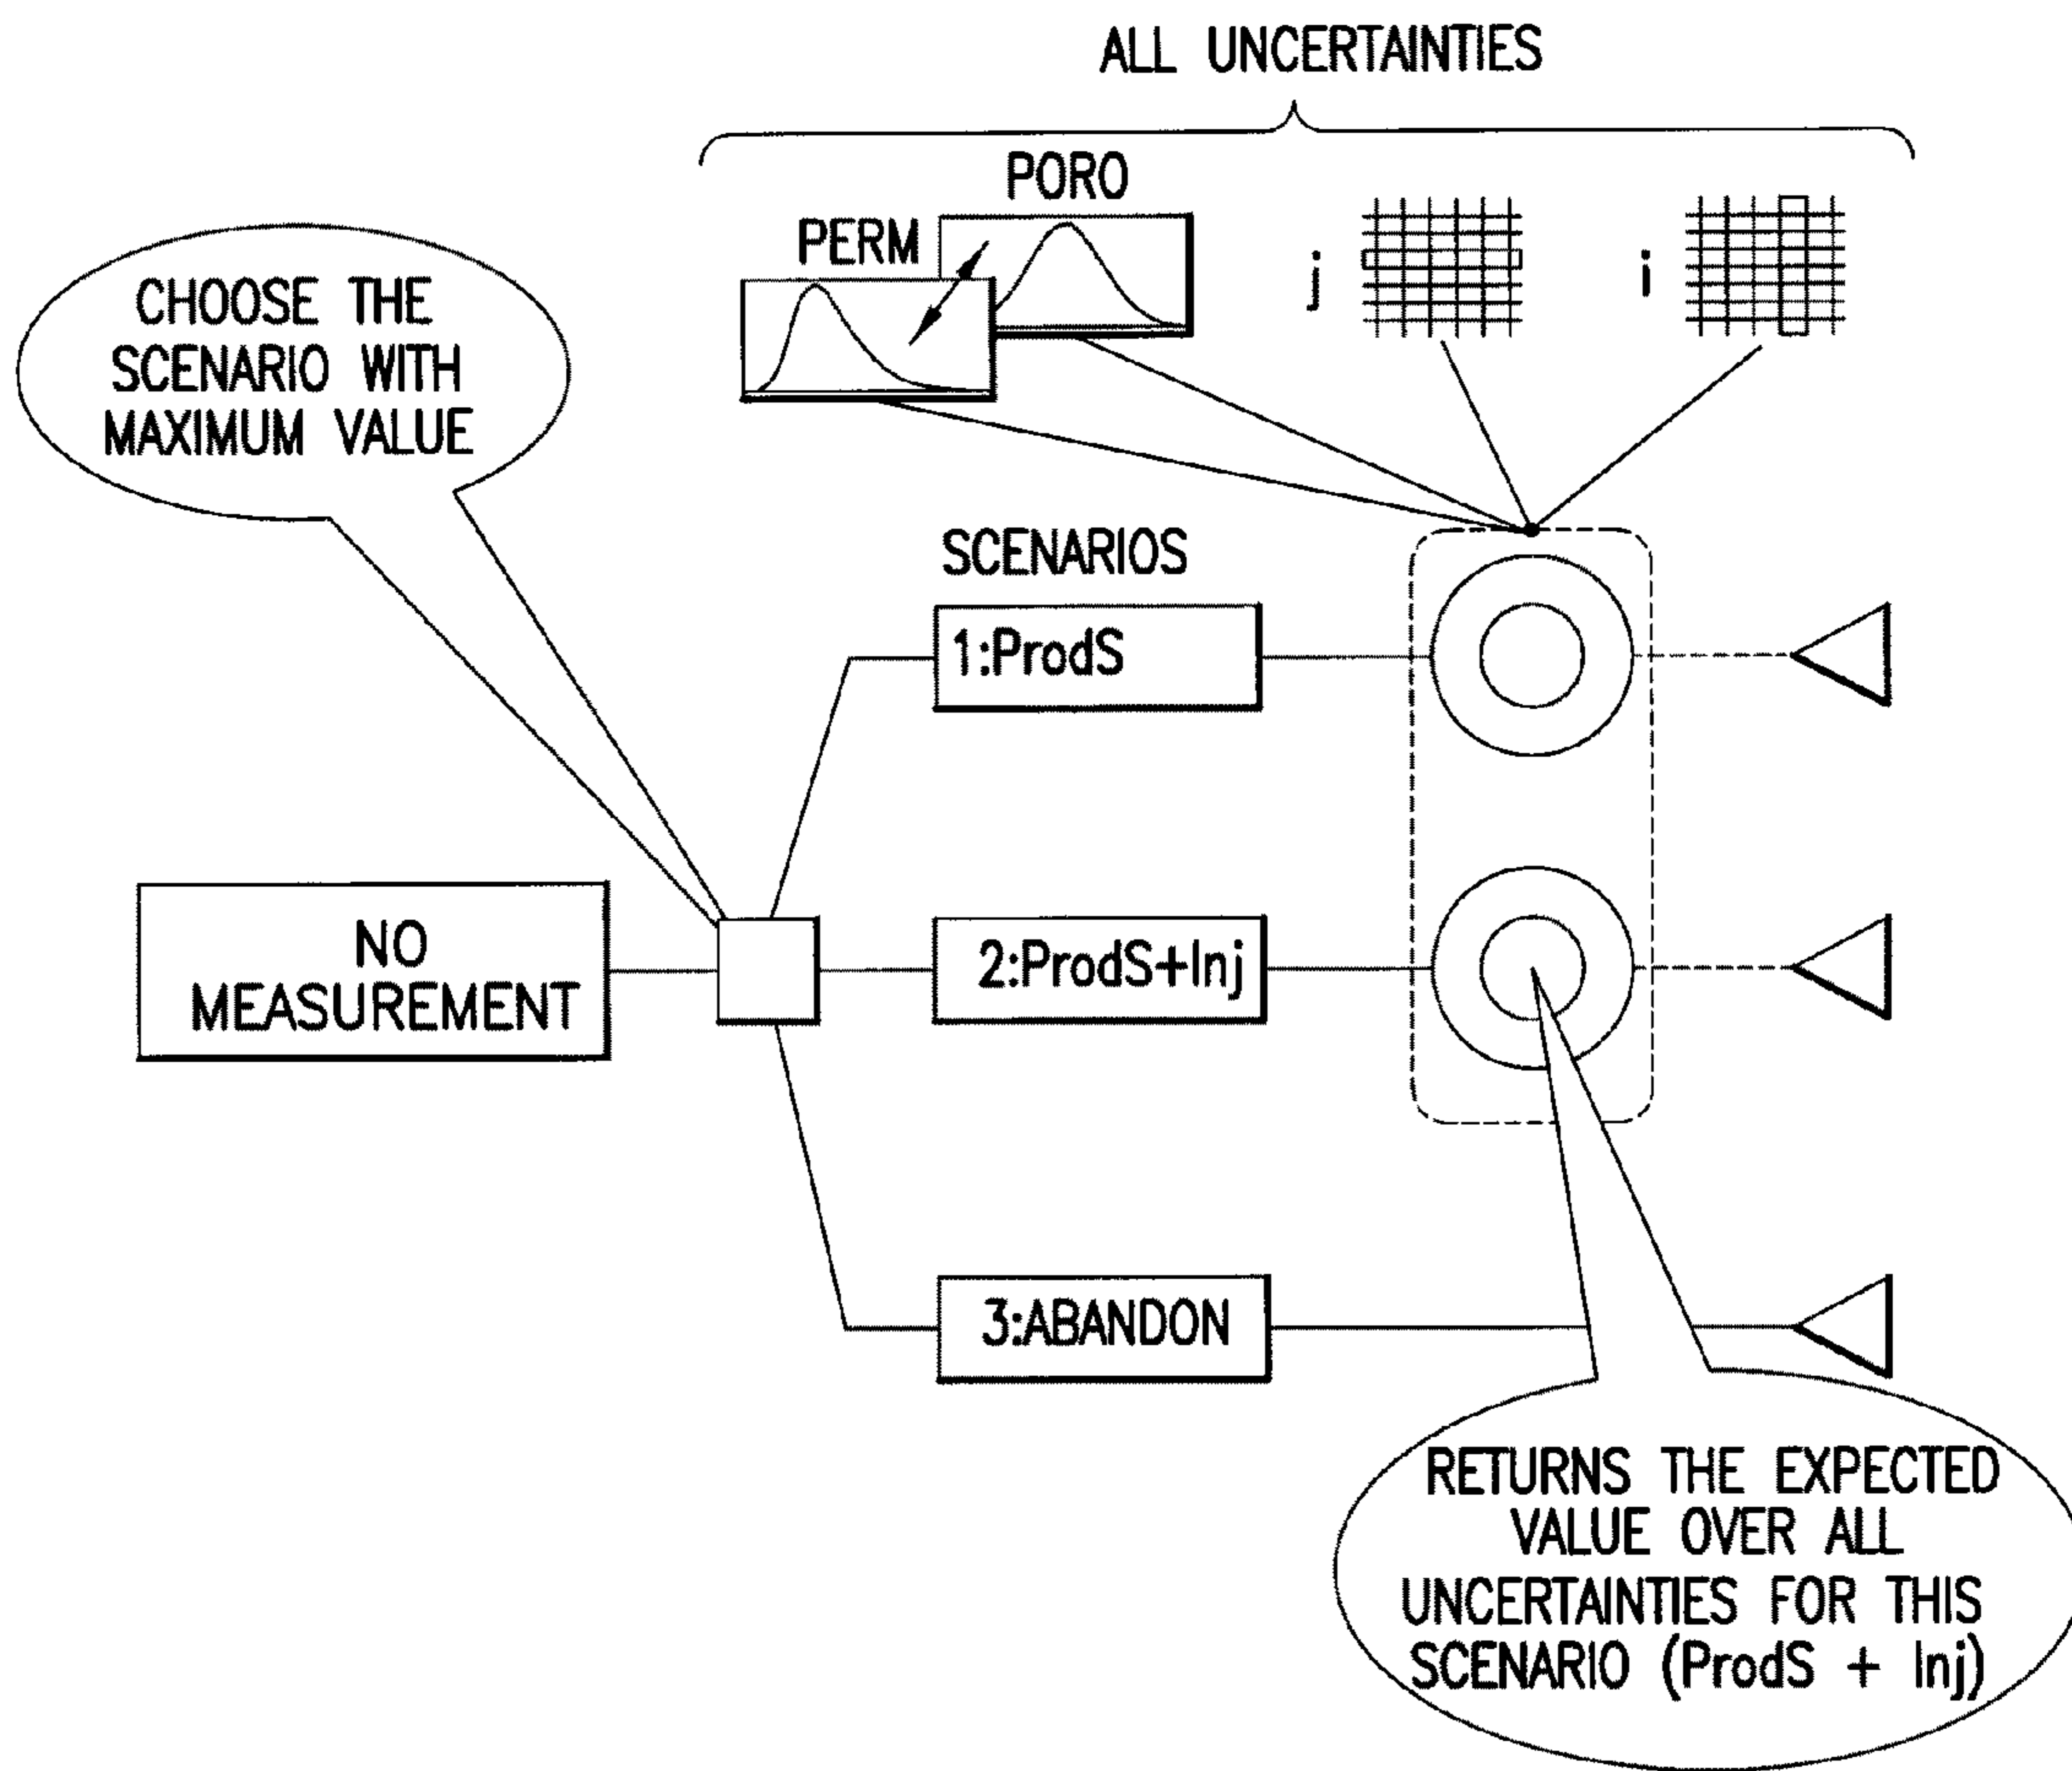 ALL UNCERTAINTIES
PORO
PERM
j
i
CHOOSE THE
SCENARIO WITH
MAXIMUM VALUE
SCENARIOS
1:ProdS
NO
MEASUREMENT
2:ProdS+Inj
3:ABANDON
RETURNS THE EXPECTED
VALUE OVER ALL
UNCERTAINTIES FOR THIS
SCENARIO (ProdS + Inj)